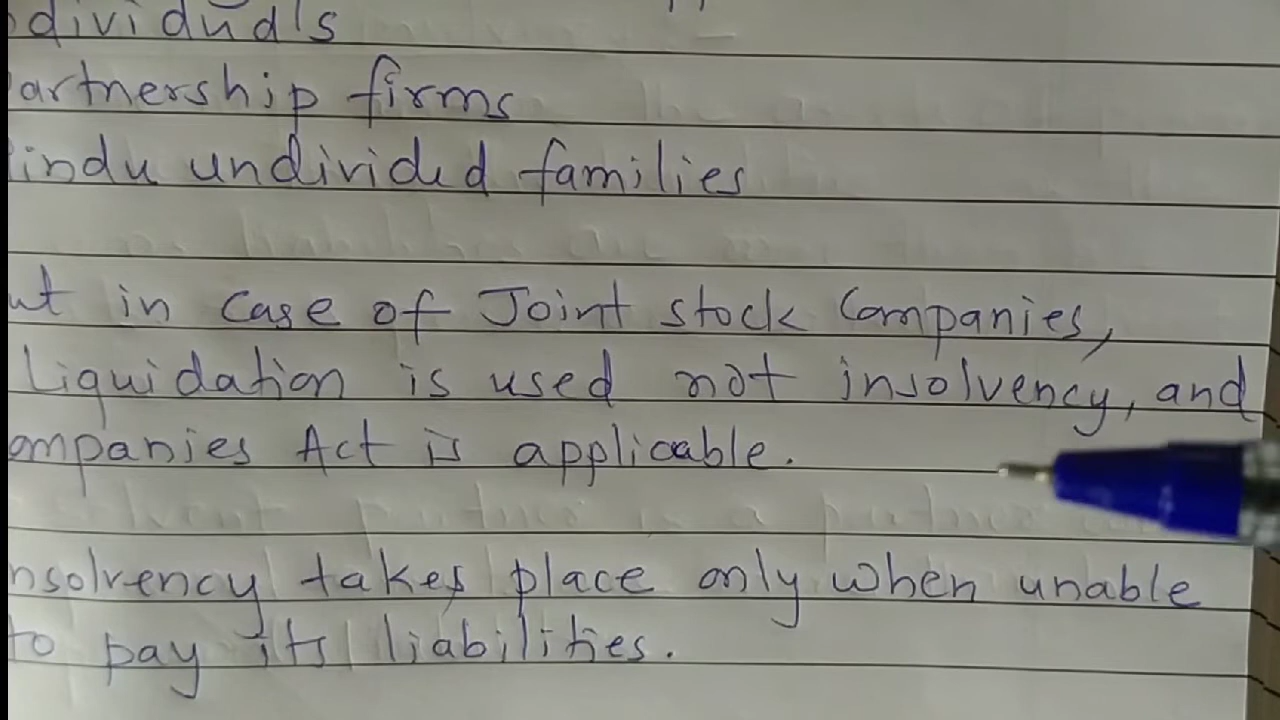 dividuals
artnership firms
indu undivided families
ut in case of Joint stock Companies,
Liquidation is used not insolvency, and
ompanies Act is applicable.
nsolvency takes place only when unable
to pay its liabilities.